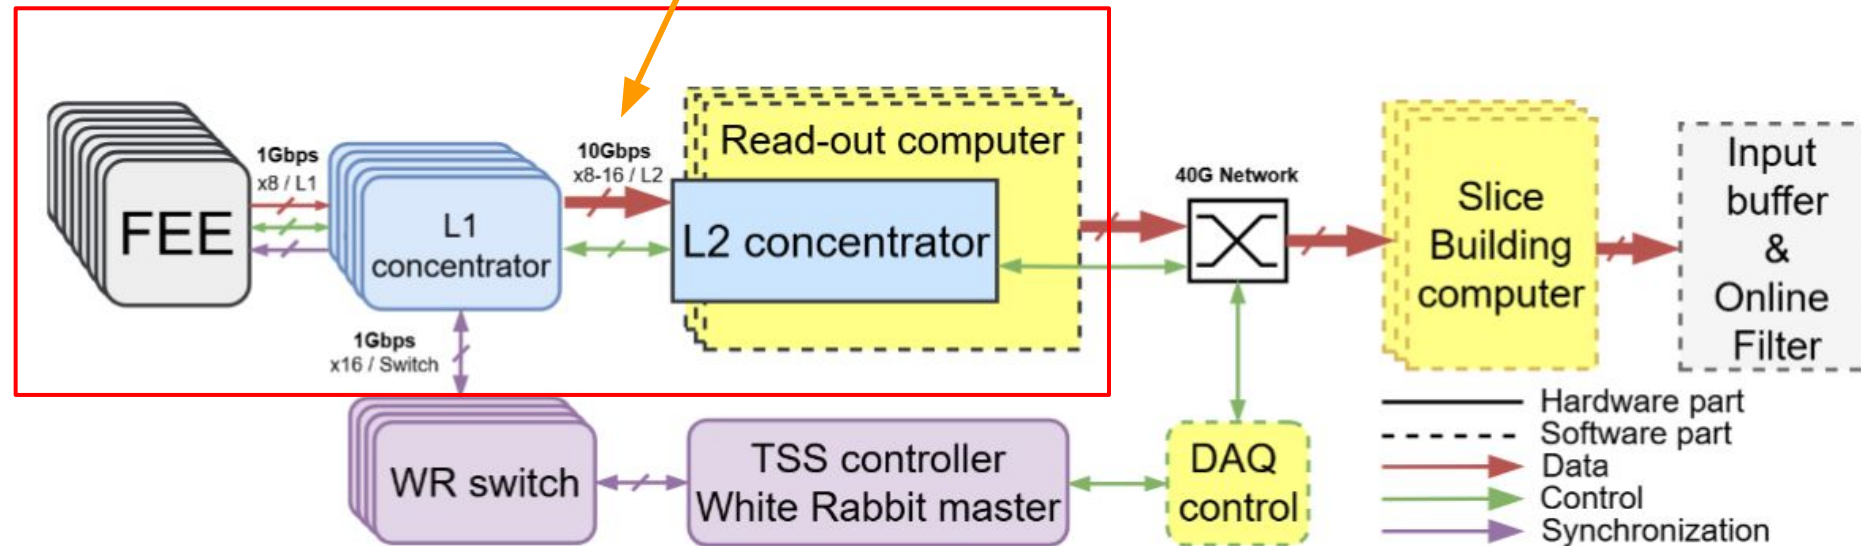 FEE
1Gbps
x8 / L1
L1
concentrator
10Gbps
x8-16 / L2
Read-out computer
L2 concentrator
40G Network
Slice
Building
computer
Input
buffer
&
Online
Filter
1Gbps
x16 / Switch
WR switch
TSS controller
White Rabbit master
DAQ
control
Hardware part
Software part
Data
Control
Synchronization